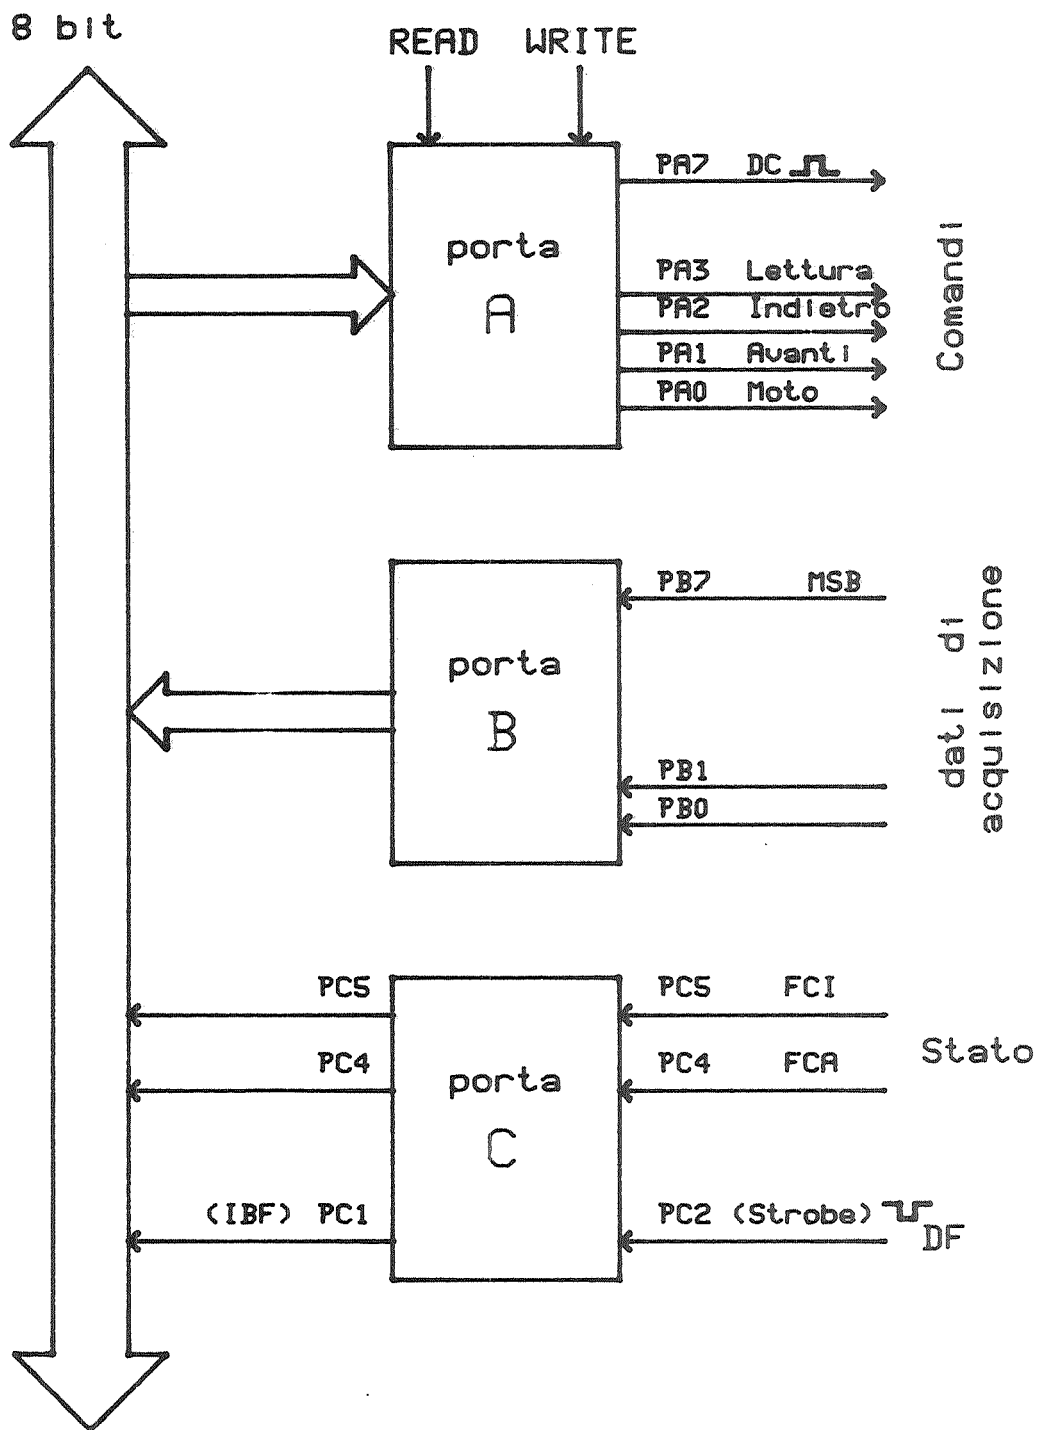 8 bit
READ WRITE
PA7 DC
porta
A
PA3 Lettura
PA2 Indietro
PA1 Avanti
PA0 Moto
Comandi
PB7 MSB
porta
B
PB1
PB0
dati di
acquisizione
PC5
PC5 FCI
PC4
PC4 FCA
Stato
porta
C
(IBF) PC1
PC2 (Strobe)
DF